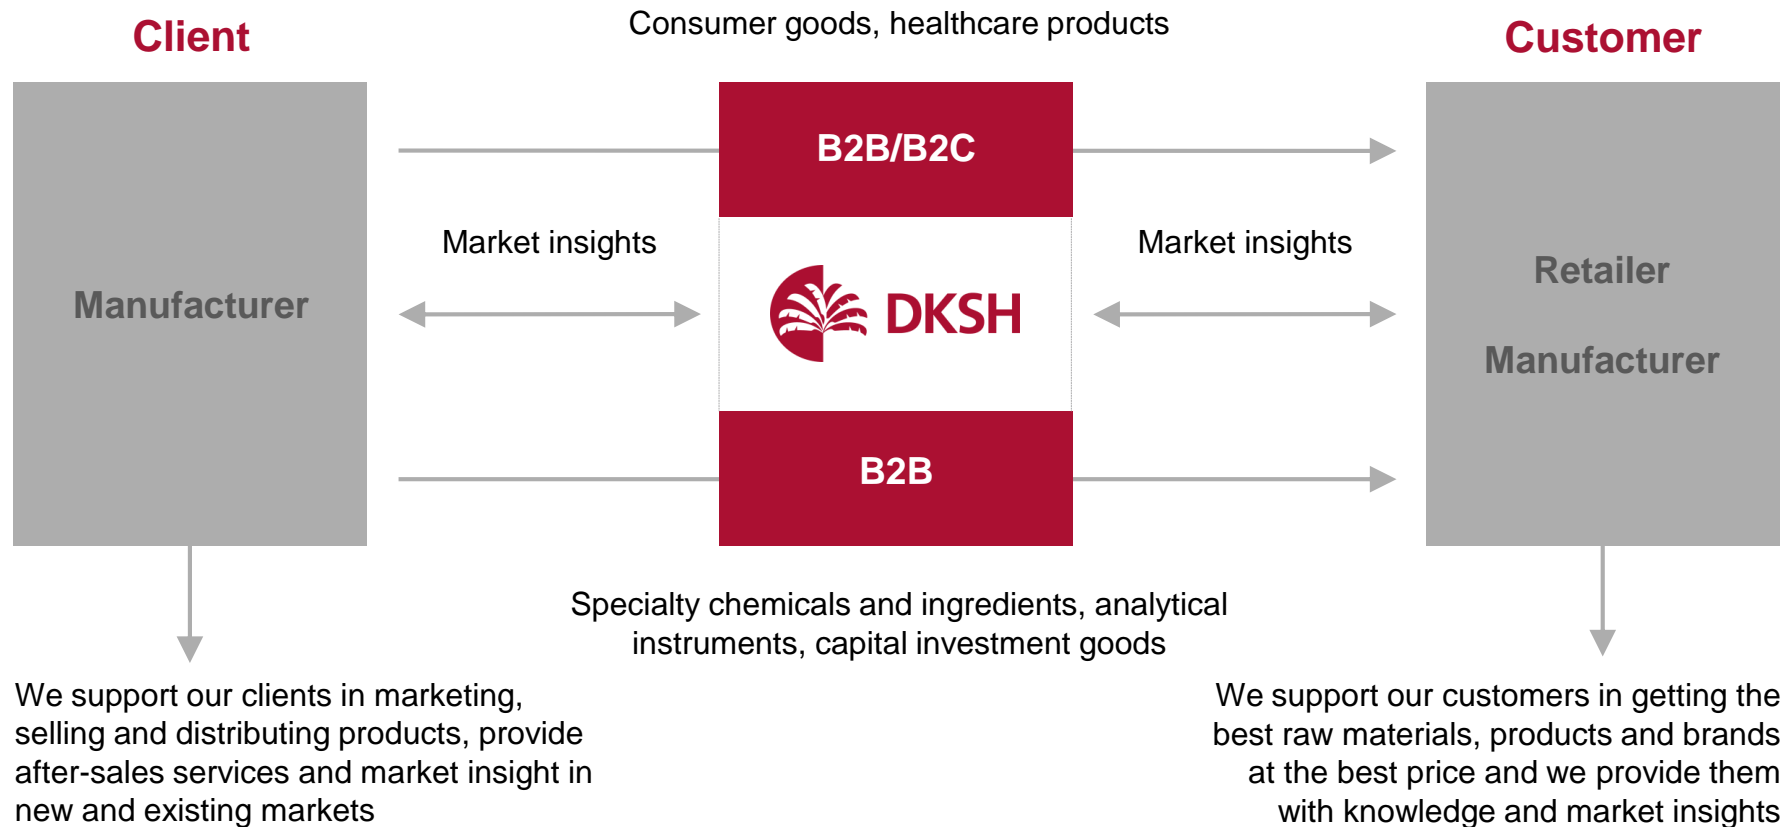 Client
Consumer goods, healthcare products
Customer
B2B/B2C
Market insights
Market insights
Manufacturer
DKSH
Retailer
Manufacturer
B2B
Specialty chemicals and ingredients, analytical
instruments, capital investment goods
We support our clients in marketing,
selling and distributing products, provide
after-sales services and market insight in
new and existing markets
We support our customers in getting the
best raw materials, products and brands
at the best price and we provide them
with knowledge and market insights